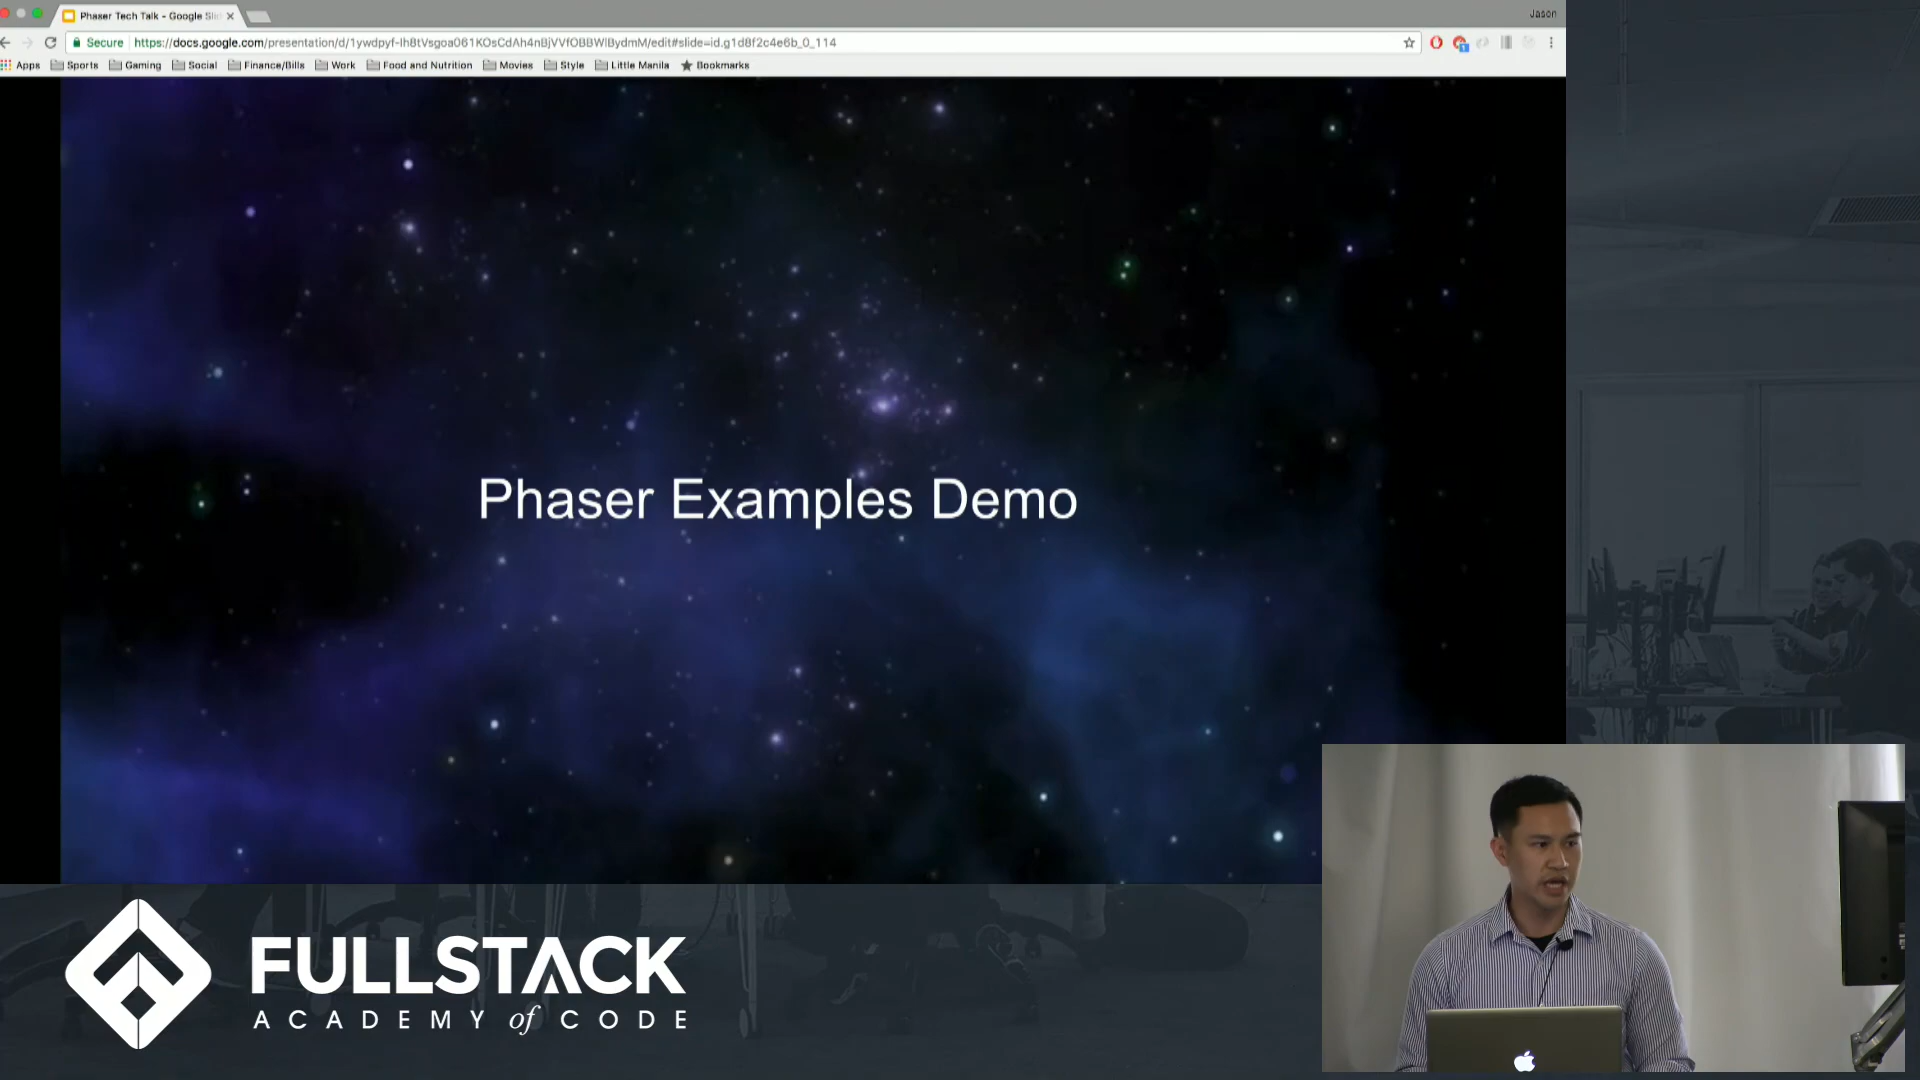 Phaser Tech Talk - Google Sli
Jason
Secure
https://docs.google.com/presentation/d/1ywdpyf-Ih8tVsgoa061KOsCdAh4nBjVVfOBBWlBydmM/edit#slide=id.g1d8f2c4e6b_0_114
Apps Sports Gaming Social Finance/Bills Work Food and Nutrition Movies Style Little Manila Bookmarks
Phaser Examples Demo
FULLSTACK
ACADEMY of CODE